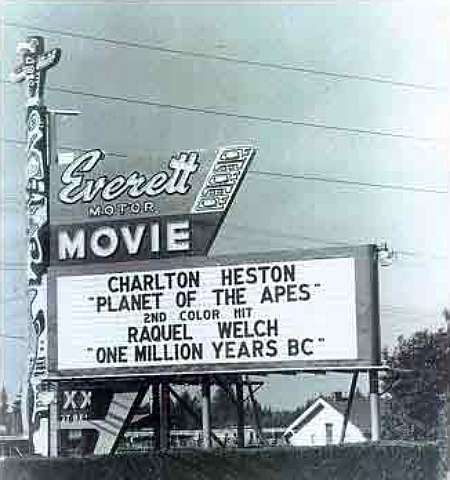 Everett
MOTOR
MOVIE
CHARLTON HESTON
"PLANET OF THE APES"
2ND COLOR HIT
RAQUEL WELCH
"ONE MILLION YEARS BC"